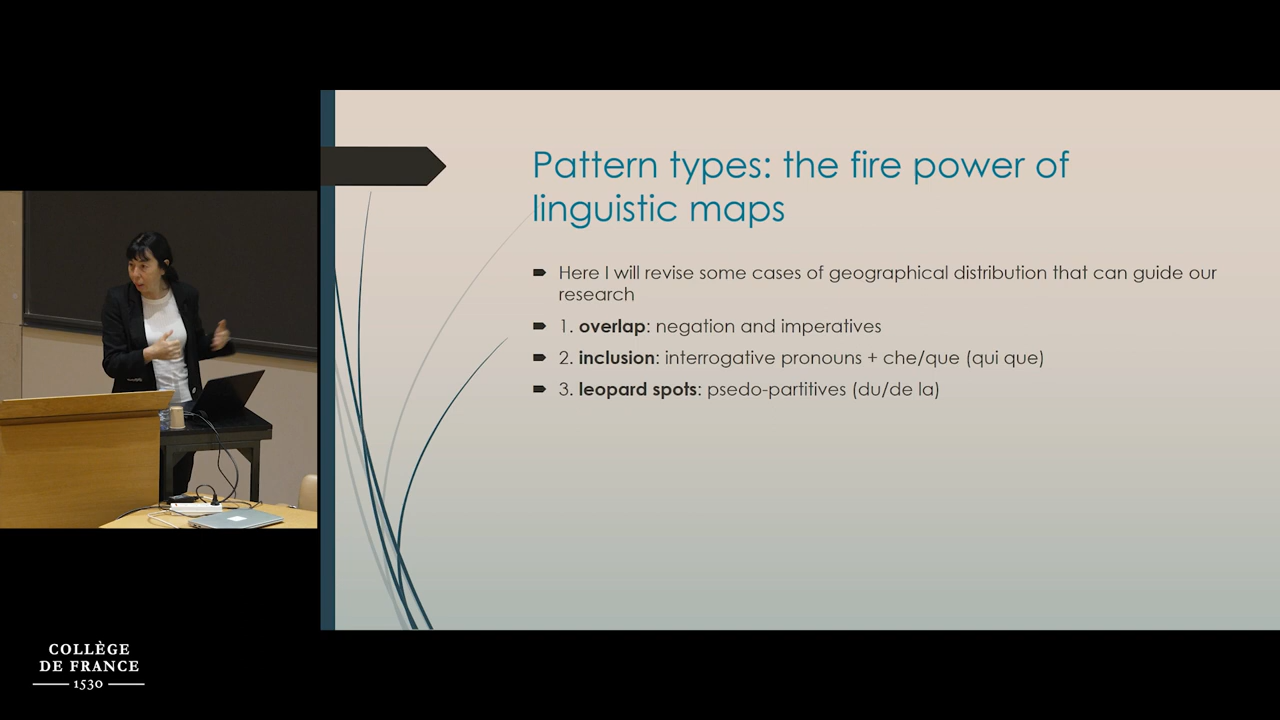 Pattern types: the fire power of
linguistic maps
Here I will revise some cases of geographical distribution that can guide our
research
1. overlap: negation and imperatives
2. inclusion: interrogative pronouns + che/que (qui que)
3. leopard spots: psedo-partitives (du/de la)
COLLÈGE
DE FRANCE
1530